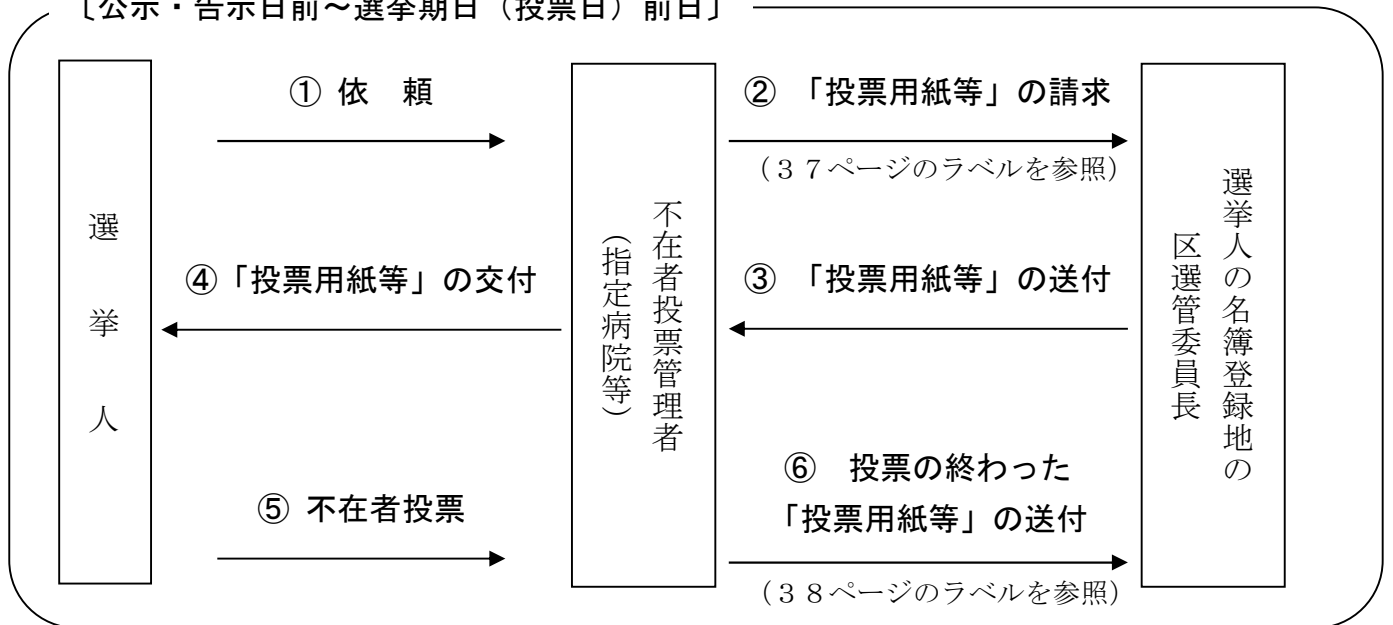 〔公示・告示日前～選挙期日（投票日）前日〕
選挙人
① 依　頼
④「投票用紙等」の交付
⑤ 不在者投票
不在者投票管理者
（指定病院等）
② 「投票用紙等」の請求
（３７ページのラベルを参照）
③ 「投票用紙等」の送付
⑥　投票の終わった
「投票用紙等」の送付
（３８ページのラベルを参照）
選挙人の名簿登録地の
区選管委員長